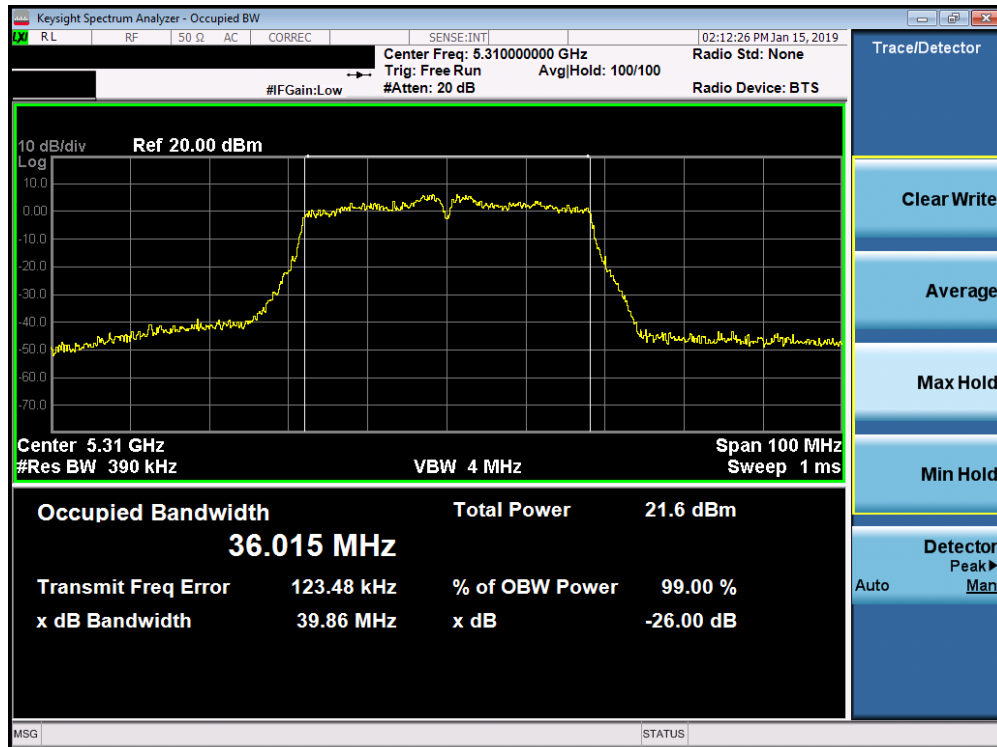 Keysight Spectrum Analyzer - Occupied BW
LXI RL RF 50 Ω AC CORREC SENSE:INT 02:12:26 PM Jan 15, 2019
Center Freq: 5.310000000 GHz Radio Std: None
Trig: Free Run Avg|Hold: 100/100
#IFGain:Low #Atten: 20 dB Radio Device: BTS
Trace/Detector
10 dB/div Ref 20.00 dBm
Log
10.0
0.00
-10.0
-20.0
-30.0
-40.0
-50.0
-60.0
-70.0
Center 5.31 GHz Span 100 MHz
#Res BW 390 kHz VBW 4 MHz Sweep 1 ms
Occupied Bandwidth Total Power 21.6 dBm
36.015 MHz
Transmit Freq Error 123.48 kHz % of OBW Power 99.00 %
x dB Bandwidth 39.86 MHz x dB -26.00 dB
Clear Write
Average
Max Hold
Min Hold
Detector
Peak▶
Auto Man
MSG STATUS